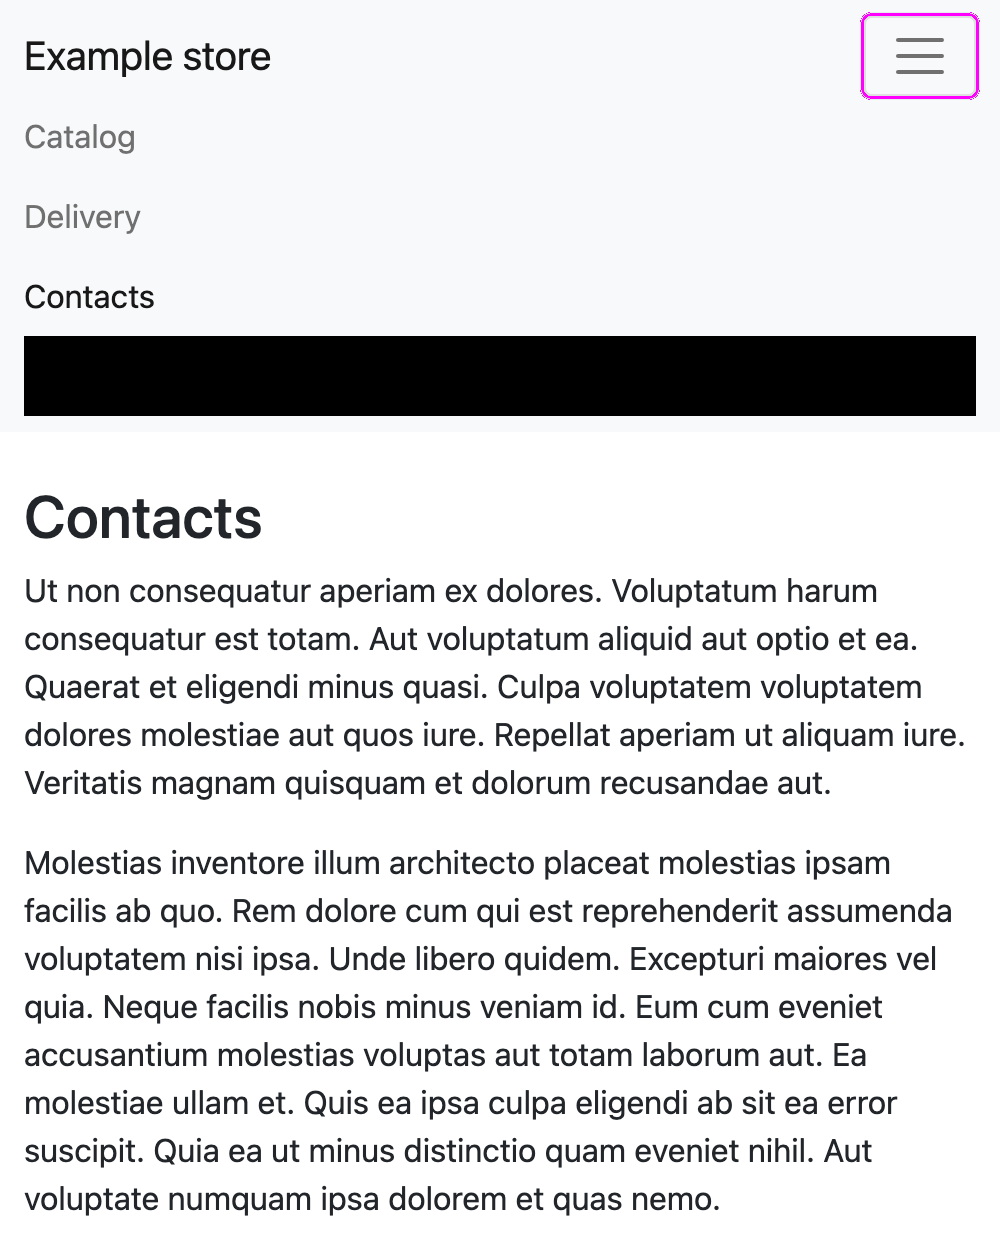 Example store
Catalog
Delivery
Contacts
Contacts
Ut non consequatur aperiam ex dolores. Voluptatum harum
consequatur est totam. Aut voluptatum aliquid aut optio et ea.
Quaerat et eligendi minus quasi. Culpa voluptatem voluptatem
dolores molestiae aut quos iure. Repellat aperiam ut aliquam iure.
Veritatis magnam quisquam et dolorum recusandae aut.
Molestias inventore illum architecto placeat molestias ipsam
facilis ab quo. Rem dolore cum qui est reprehenderit assumenda
voluptatem nisi ipsa. Unde libero quidem. Excepturi maiores vel
quia. Neque facilis nobis minus veniam id. Eum cum eveniet
accusantium molestias voluptas aut totam laborum aut. Ea
molestiae ullam et. Quis ea ipsa culpa eligendi ab sit ea error
suscipit. Quia ea ut minus distinctio quam eveniet nihil. Aut
voluptate numquam ipsa dolorem et quas nemo.